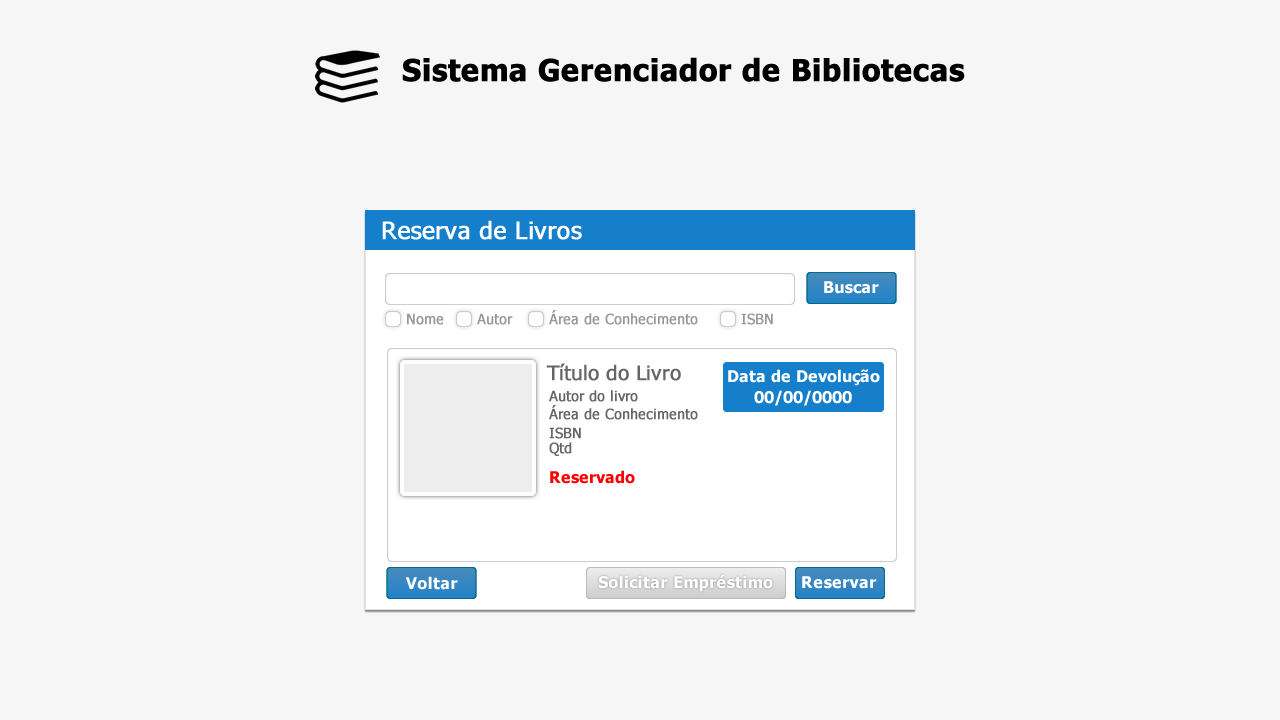 Sistema Gerenciador de Bibliotecas
Reserva de Livros
Buscar
Nome Autor Área de Conhecimento ISBN
Título do Livro
Autor do livro
Área de Conhecimento
ISBN
Qtd
Reservado
Data de Devolução
00/00/0000
Voltar Solicitar Empréstimo Reservar